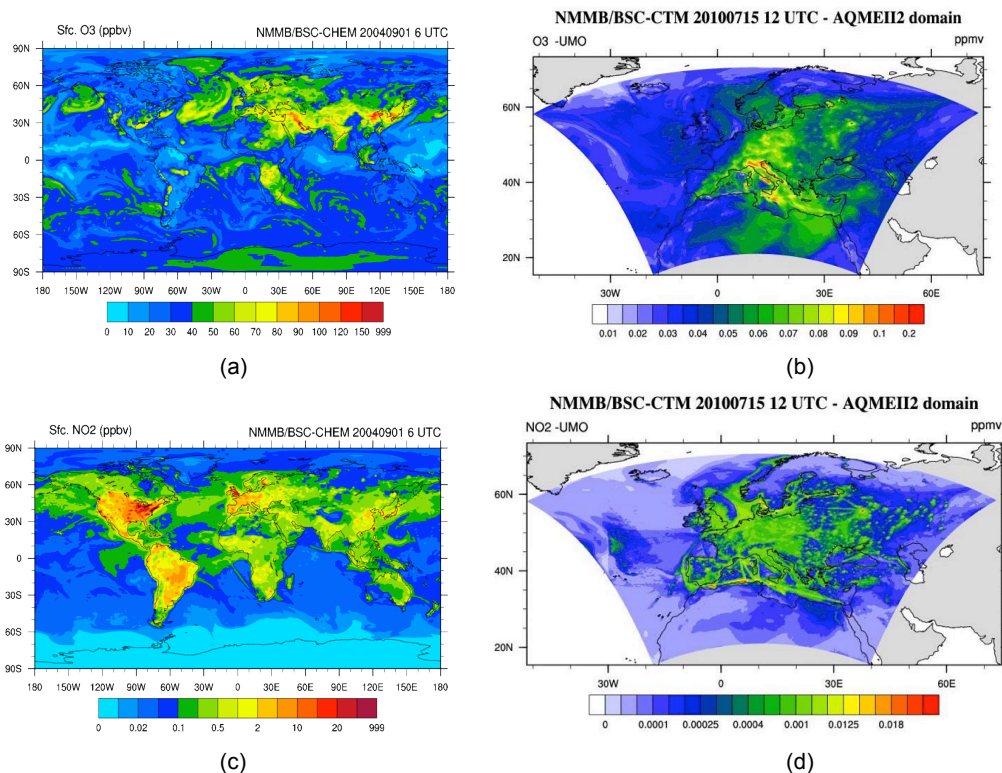 Sfc. O3 (ppbv) NMMB/BSC-CHEM 20040901 6 UTC
90N
60N
30N
0
30S
60S
90S
180 150W 120W 90W 60W 30W 0 30E 60E 90E 120E 150E 180
0 10 20 30 40 50 60 70 80 90 100 120 150 999
(a)
NMMB/BSC-CTM 20100715 12 UTC - AQMEII2 domain
O3 -UMO ppmv
60N
40N
20N
30W 0 30E 60E
0.01 0.02 0.03 0.04 0.05 0.06 0.07 0.08 0.09 0.1 0.2
(b)
Sfc. NO2 (ppbv) NMMB/BSC-CHEM 20040901 6 UTC
90N
60N
30N
0
30S
60S
90S
180 150W 120W 90W 60W 30W 0 30E 60E 90E 120E 150E 180
0 0.02 0.1 0.5 2 10 20 999
(c)
NMMB/BSC-CTM 20100715 12 UTC - AQMEII2 domain
NO2 -UMO ppmv
60N
40N
20N
30W 0 30E 60E
0 0.0001 0.00025 0.0004 0.001 0.0125 0.018
(d)